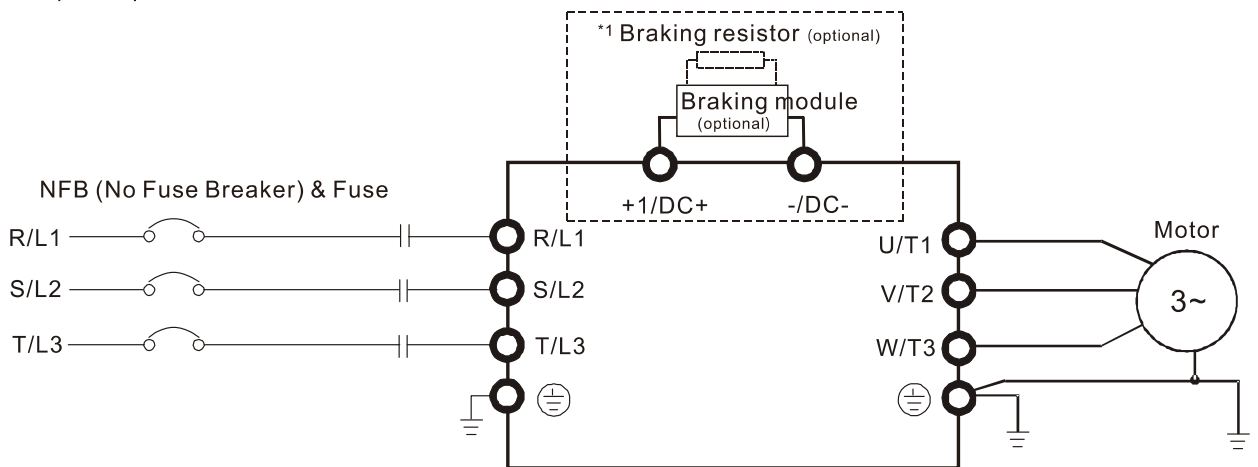 *1 Braking resistor (optional)
Braking module
(optional)
NFB (No Fuse Breaker) & Fuse
+1/DC+ -/DC-
R/L1 R/L1 U/T1 Motor
S/L2 S/L2 V/T2 3~
T/L3 T/L3 W/T3